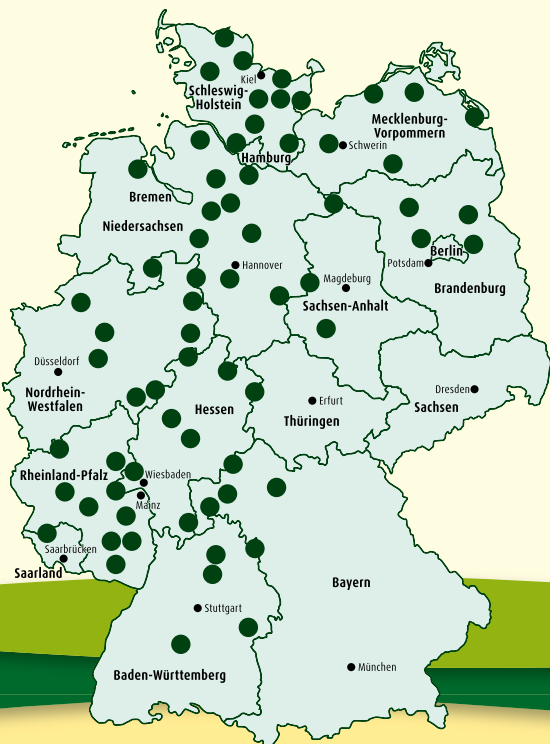 Kiel
Schleswig-
Holstein
Mecklenburg-
Vorpommern
Schwerin
Hamburg
Bremen
Niedersachsen
Berlin
Hannover
Potsdam
Magdeburg
Brandenburg
Sachsen-Anhalt
Düsseldorf
Nordrhein-
Westfalen
Hessen
Erfurt
Thüringen
Dresden
Sachsen
Rheinland-Pfalz
Wiesbaden
Mainz
Saarbrücken
Saarland
Bayern
Stuttgart
Baden-Württemberg
München